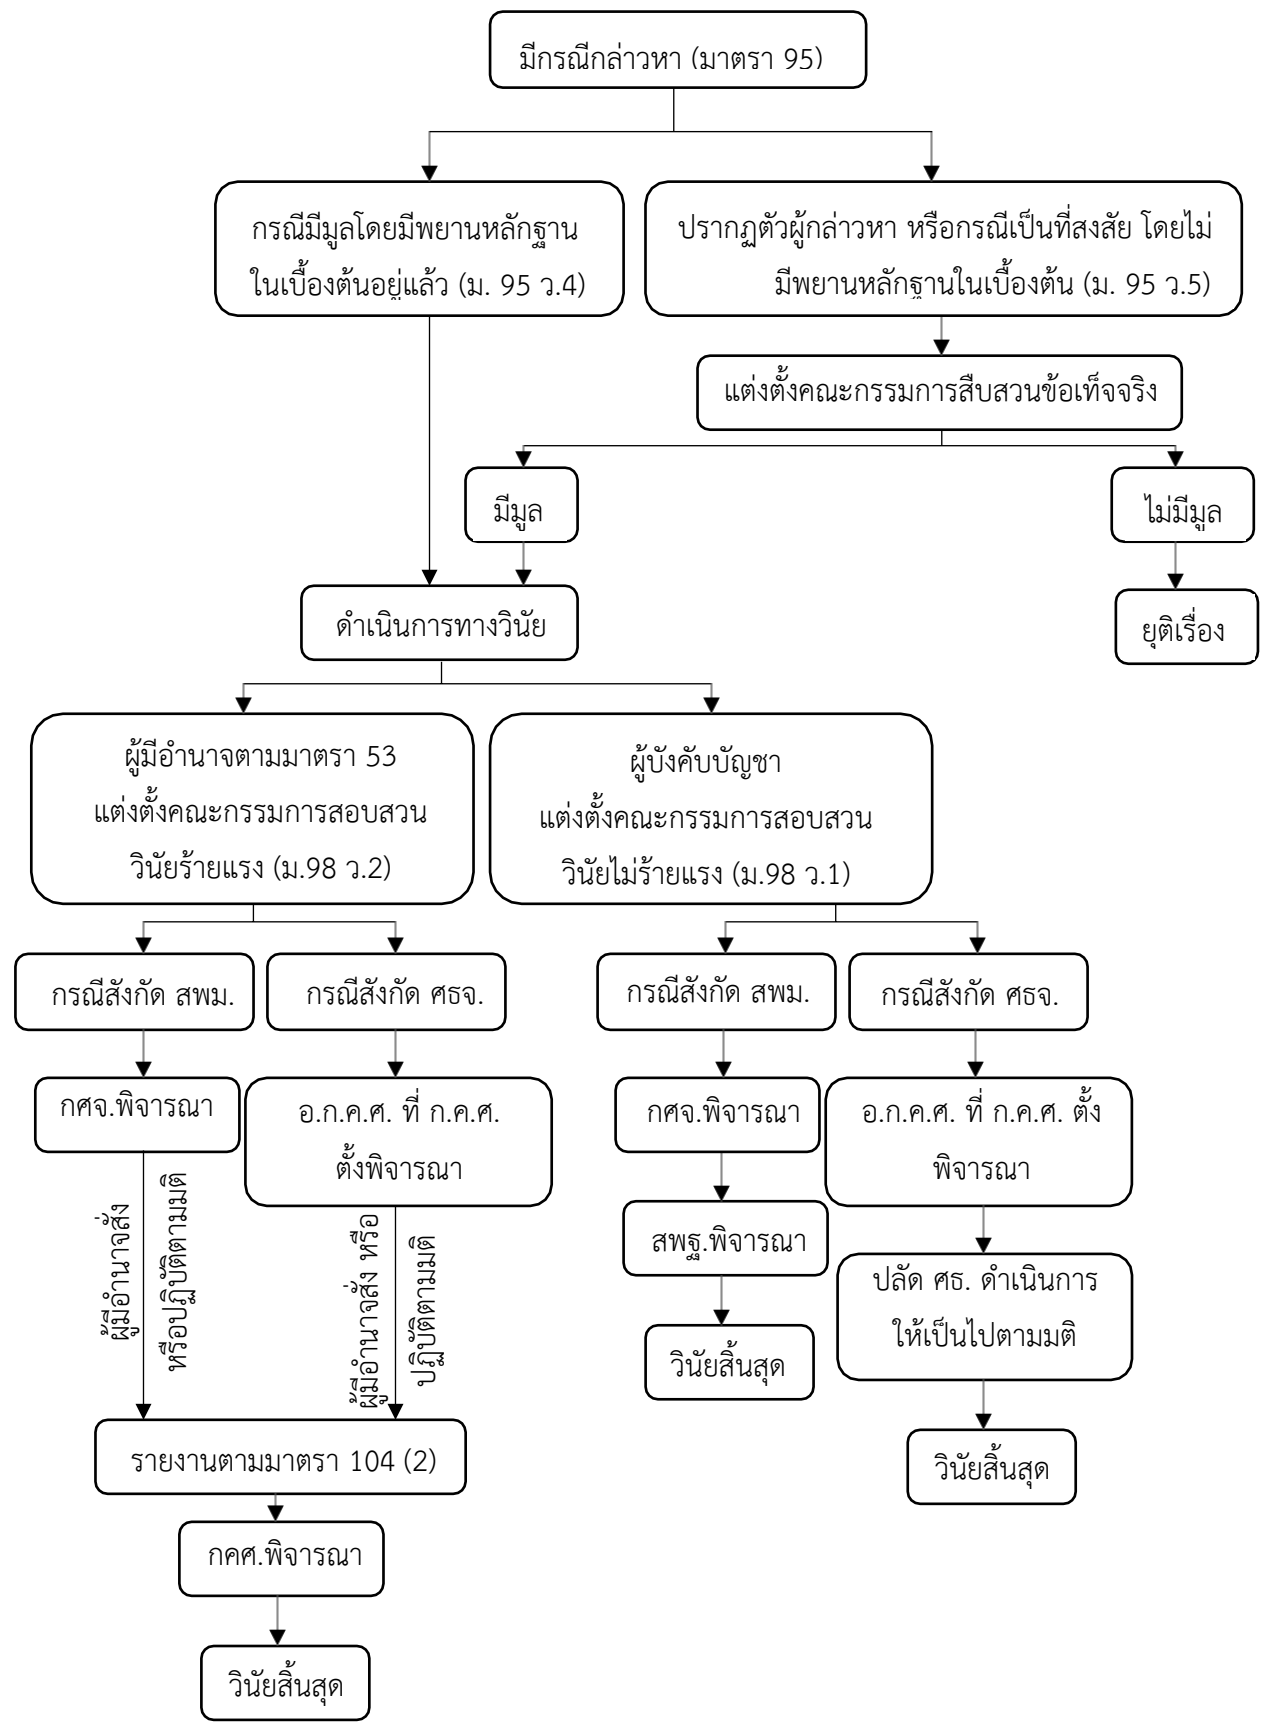 มีกรณีกล่าวหา (มาตรา 95)
กรณีมีมูลโดยมีพยานหลักฐาน
ในเบื้องต้นอยู่แล้ว (ม. 95 ว.4)
ปรากฏตัวผู้กล่าวหา หรือกรณีเป็นที่สงสัย โดยไม่
มีพยานหลักฐานในเบื้องต้น (ม. 95 ว.5)
แต่งตั้งคณะกรรมการสืบสวนข้อเท็จจริง
มีมูล
ไม่มีมูล
ดำเนินการทางวินัย
ยุติเรื่อง
ผู้มีอำนาจตามมาตรา 53
แต่งตั้งคณะกรรมการสอบสวน
วินัยร้ายแรง (ม.98 ว.2)
ผู้บังคับบัญชา
แต่งตั้งคณะกรรมการสอบสวน
วินัยไม่ร้ายแรง (ม.98 ว.1)
กรณีสังกัด สพม.
กรณีสังกัด ศธจ.
กรณีสังกัด สพม.
กรณีสังกัด ศธจ.
กศจ.พิจารณา
อ.ก.ค.ศ. ที่ ก.ค.ศ.
ตั้งพิจารณา
กศจ.พิจารณา
อ.ก.ค.ศ. ที่ ก.ค.ศ. ตั้ง
พิจารณา
ผู้มีอำนาจสั่ง
หรือปฏิบัติตามมติ
ผู้มีอำนาจสั่ง หรือ
ปฏิบัติตามมติ
สพฐ.พิจารณา
ปลัด ศธ. ดำเนินการ
ให้เป็นไปตามมติ
วินัยสิ้นสุด
รายงานตามมาตรา 104 (2)
วินัยสิ้นสุด
กคศ.พิจารณา
วินัยสิ้นสุด